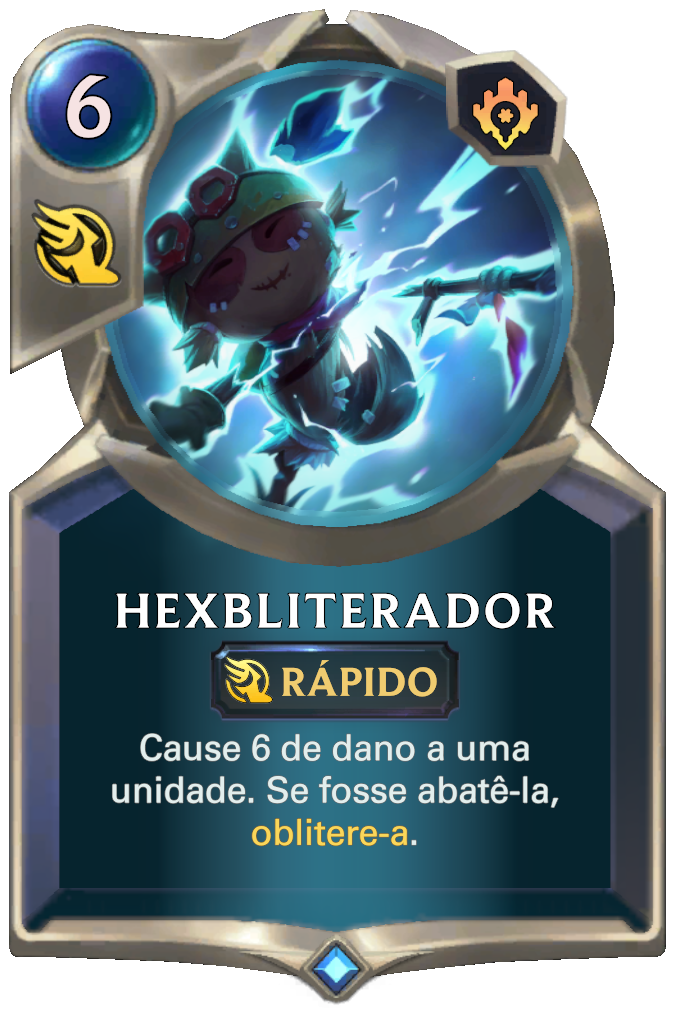 6
HEXBLITERADOR
RÁPIDO
Cause 6 de dano a uma
unidade. Se fosse abatê-la,
oblitere-a.